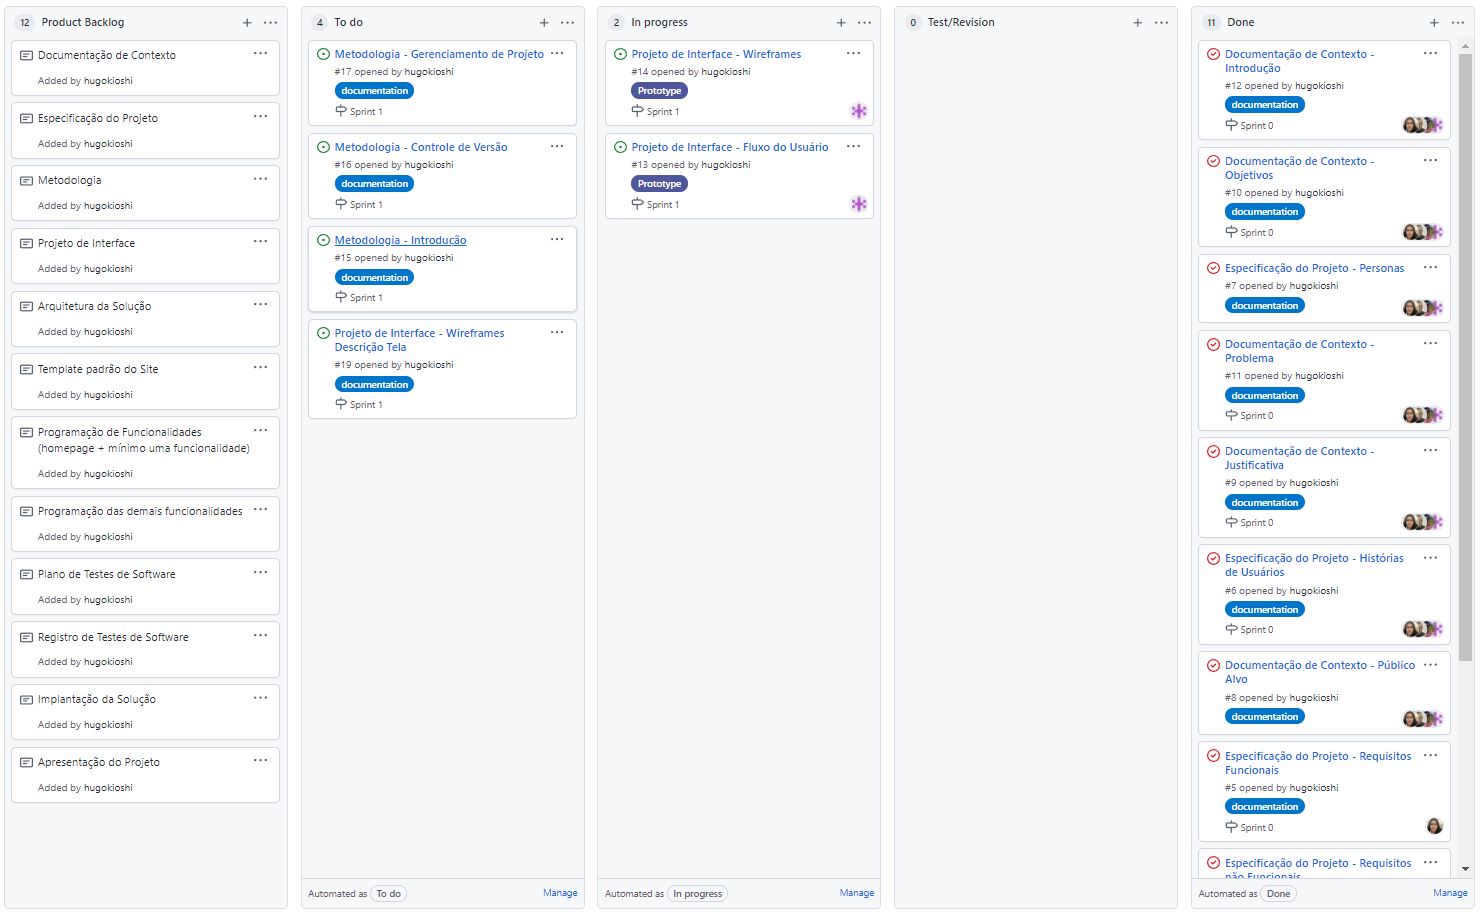 12 Product Backlog
Documentação de Contexto
Added by hugokioshi
Especificação do Projeto
Added by hugokioshi
Metodologia
Added by hugokioshi
Projeto de Interface
Added by hugokioshi
Arquitetura da Solução
Added by hugokioshi
Template padrão do Site
Added by hugokioshi
Programação de Funcionalidades
(homepage + mínimo uma funcionalidade)
Added by hugokioshi
Programação das demais funcionalidades
Added by hugokioshi
Plano de Testes de Software
Added by hugokioshi
Registro de Testes de Software
Added by hugokioshi
Implantação da Solução
Added by hugokioshi
Apresentação do Projeto
Added by hugokioshi
4 To do
Metodologia - Gerenciamento de Projeto
#17 opened by hugokioshi
documentation
Sprint 1
Metodologia - Controle de Versão
#16 opened by hugokioshi
documentation
Sprint 1
Metodologia - Introdução
#15 opened by hugokioshi
documentation
Sprint 1
Projeto de Interface - Wireframes
Descrição Tela
#19 opened by hugokioshi
documentation
Sprint 1
Automated as To do Manage
2 In progress
Projeto de Interface - Wireframes
#14 opened by hugokioshi
Prototype
Sprint 1
Projeto de Interface - Fluxo do Usuário
#13 opened by hugokioshi
Prototype
Sprint 1
Automated as In progress Manage
0 Test/Revision
11 Done
Documentação de Contexto -
Introdução
#12 opened by hugokioshi
documentation
Sprint 0
Documentação de Contexto -
Objetivos
#10 opened by hugokioshi
documentation
Sprint 0
Especificação do Projeto - Personas
#7 opened by hugokioshi
documentation
Documentação de Contexto -
Problema
#11 opened by hugokioshi
documentation
Sprint 0
Documentação de Contexto -
Justificativa
#9 opened by hugokioshi
documentation
Sprint 0
Especificação do Projeto - Histórias
de Usuários
#6 opened by hugokioshi
documentation
Sprint 0
Documentação de Contexto - Público
Alvo
#8 opened by hugokioshi
documentation
Especificação do Projeto - Requisitos
Funcionais
#5 opened by hugokioshi
documentation
Sprint 0
Especificação do Projeto - Requisitos
não Funcionais
Automated as Done Manage